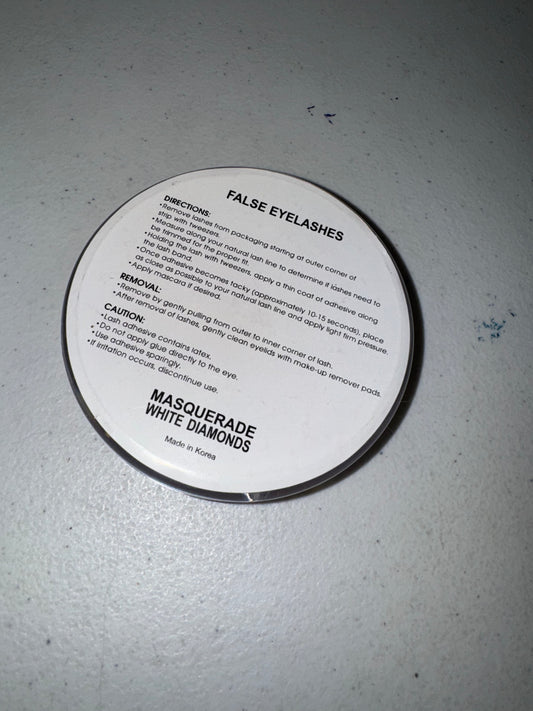 FALSE EYELASHES
DIRECTIONS:
•Remove lashes from packaging starting at outer corner of
strip with tweezers.
•Measure along your natural lash line to determine if lashes need to
be trimmed for the proper fit.
•Holding the lash with tweezers, apply a thin coat of adhesive along
the lash band.
•Once adhesive becomes tacky (approximately 10-15 seconds), place
as close as possible to your natural lash line and apply light firm pressure.
•Apply mascara if desired.
REMOVAL:
•Remove by gently pulling from outer to inner corner of lash.
•After removal of lashes, gently clean eyelids with make-up remover pads.
CAUTION:
•Lash adhesive contains latex.
•Do not apply glue directly to the eye.
•Use adhesive sparingly.
•If irritation occurs, discontinue use.
MASQUERADE
WHITE DIAMONDS
Made in Korea